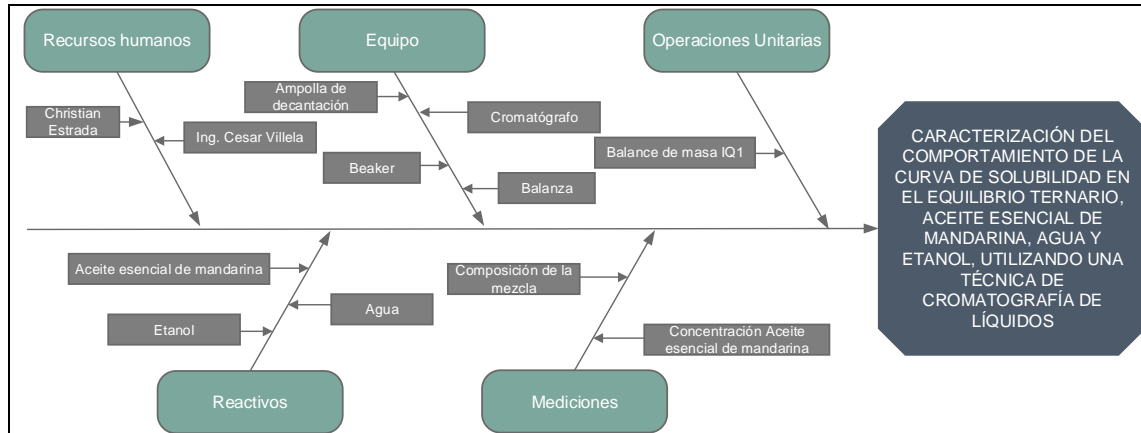 Recursos humanos
Equipo
Operaciones Unitarias
Christian
Estrada
Ing. Cesar Villela
Ampolla de
decantación
Cromatógrafo
Beaker
Balanza
Balance de masa IQ1
CARACTERIZACIÓN DEL
COMPORTAMIENTO DE LA
CURVA DE SOLUBILIDAD EN
EL EQUILIBRIO TERNARIO,
ACEITE ESENCIAL DE
MANDARINA, AGUA Y
ETANOL, UTILIZANDO UNA
TÉCNICA DE
CROMATOGRAFÍA DE
LÍQUIDOS
Aceite esencial de mandarina
Agua
Etanol
Composición de la
mezcla
Concentración Aceite
esencial de mandarina
Reactivos
Mediciones